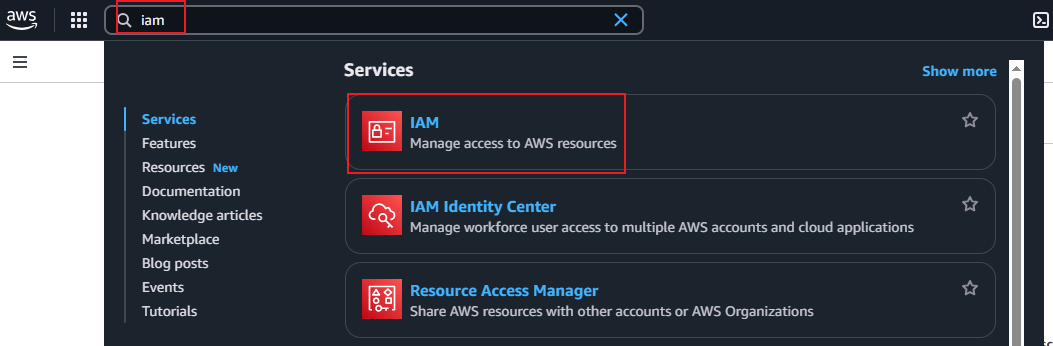 aws
iam
Services
Show more
Services
Features
Resources New
Documentation
Knowledge articles
Marketplace
Blog posts
Events
Tutorials
IAM
Manage access to AWS resources
IAM Identity Center
Manage workforce user access to multiple AWS accounts and cloud applications
Resource Access Manager
Share AWS resources with other accounts or AWS Organizations